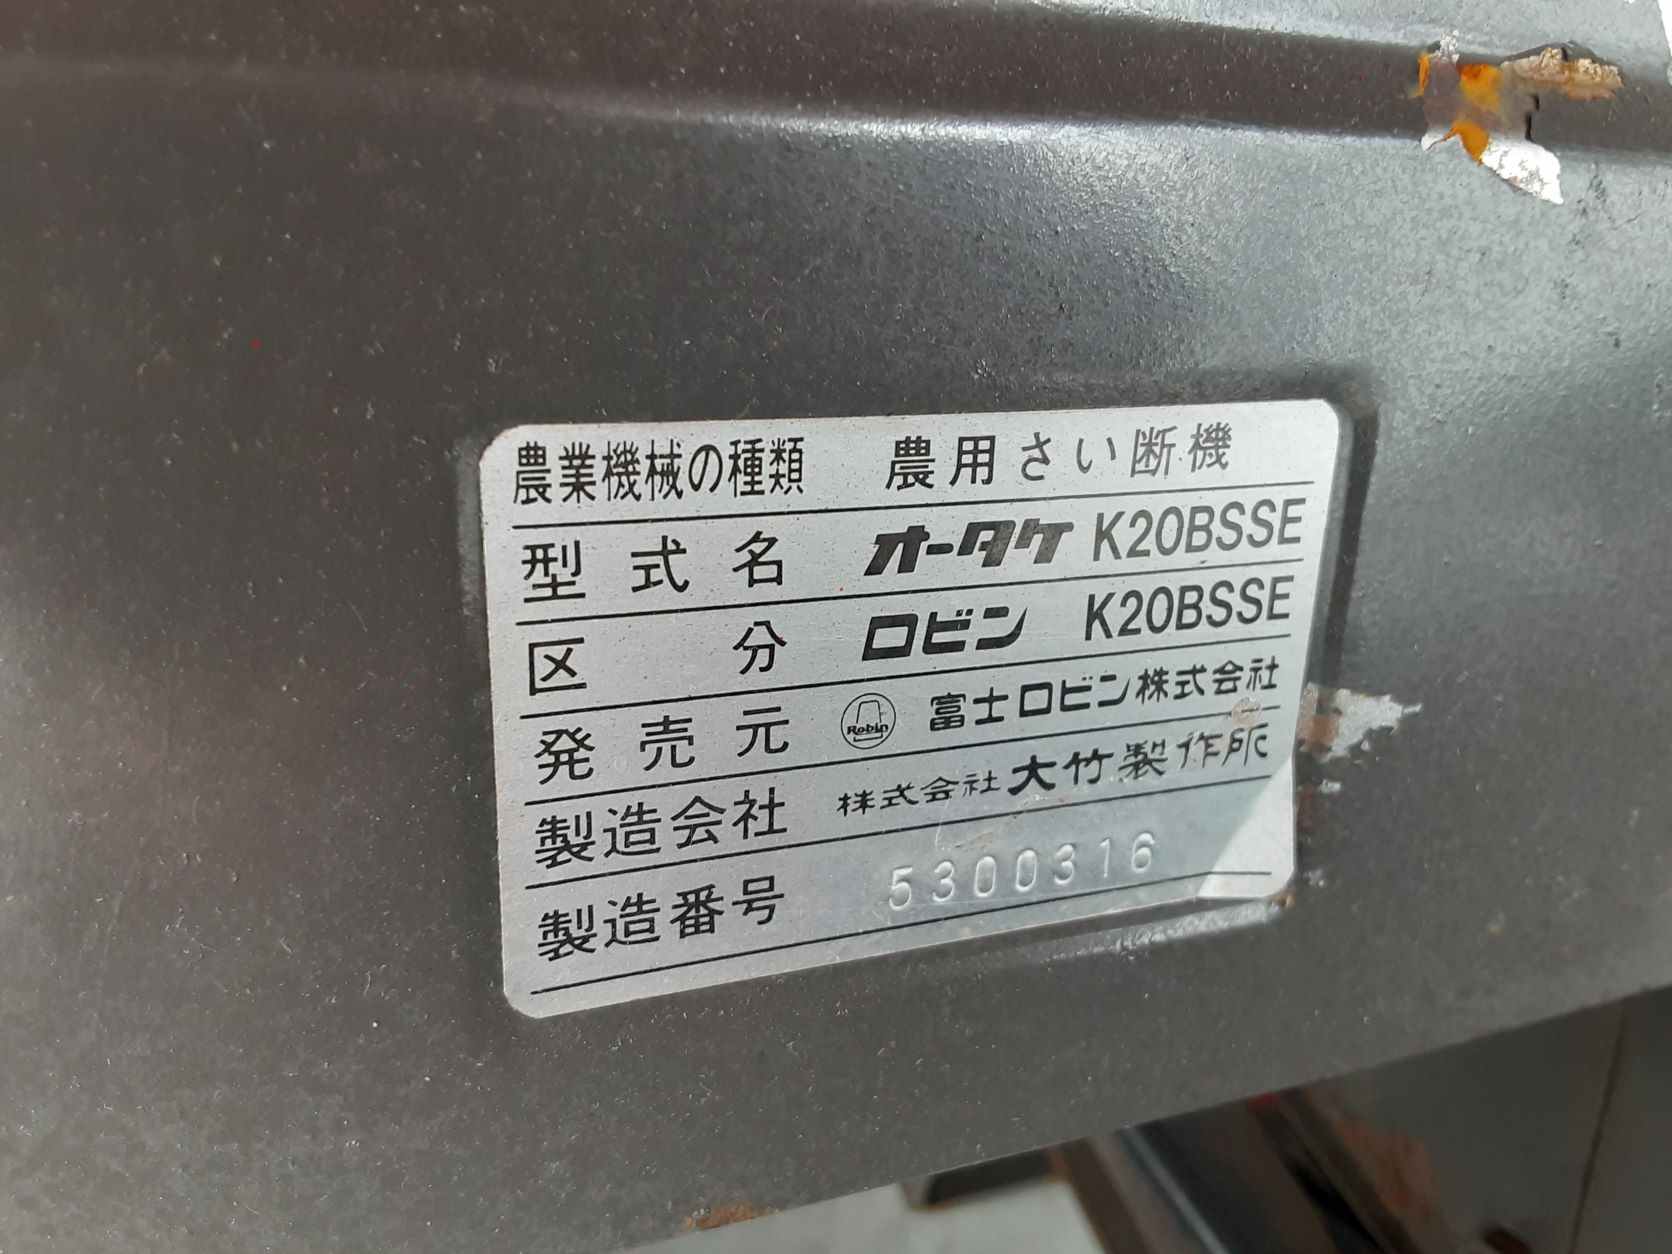 農業機械の種類 農用さい断機
型式名 オータケ K20BSSE
区分 ロビン K20BSSE
発売元 Robin 富士ロビン株式会社
製造会社 株式会社大竹製作所
製造番号 5300316